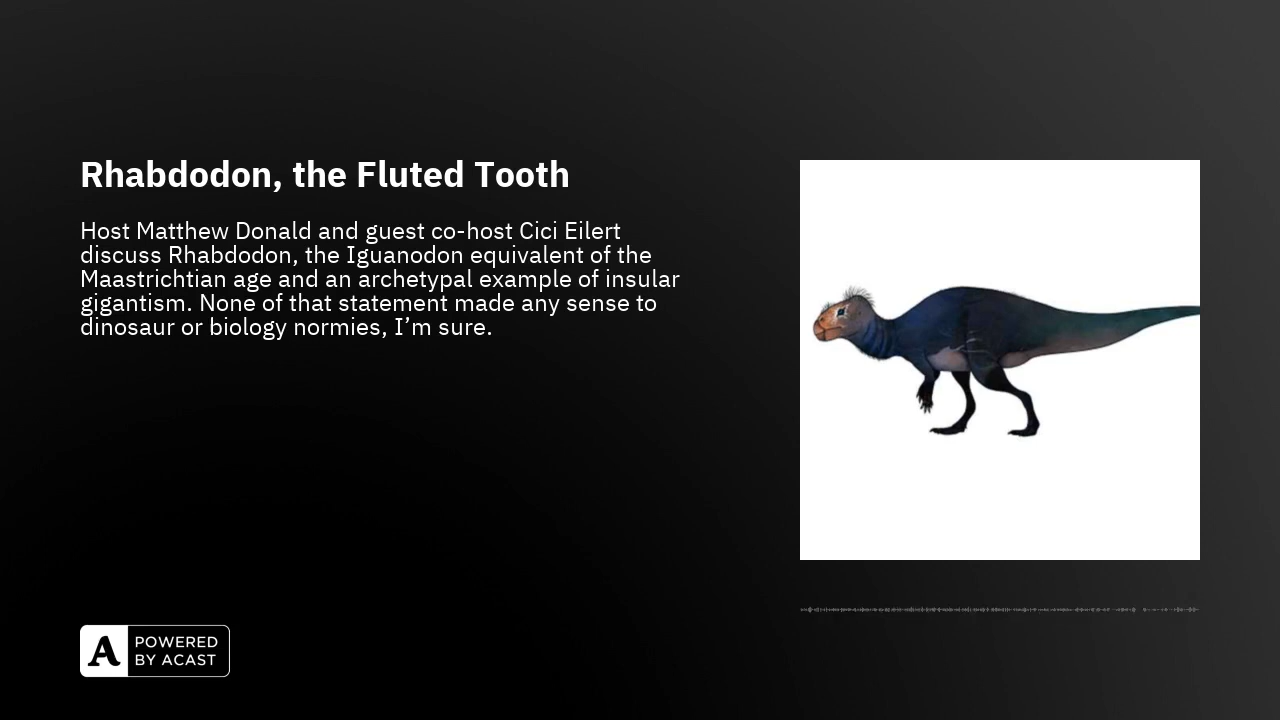 Rhabdodon, the Fluted Tooth
Host Matthew Donald and guest co-host Cici Eilert
discuss Rhabdodon, the Iguanodon equivalent of the
Maastrichtian age and an archetypal example of insular
gigantism. None of that statement made any sense to
dinosaur or biology normies, I’m sure.
A
POWERED
BY ACAST